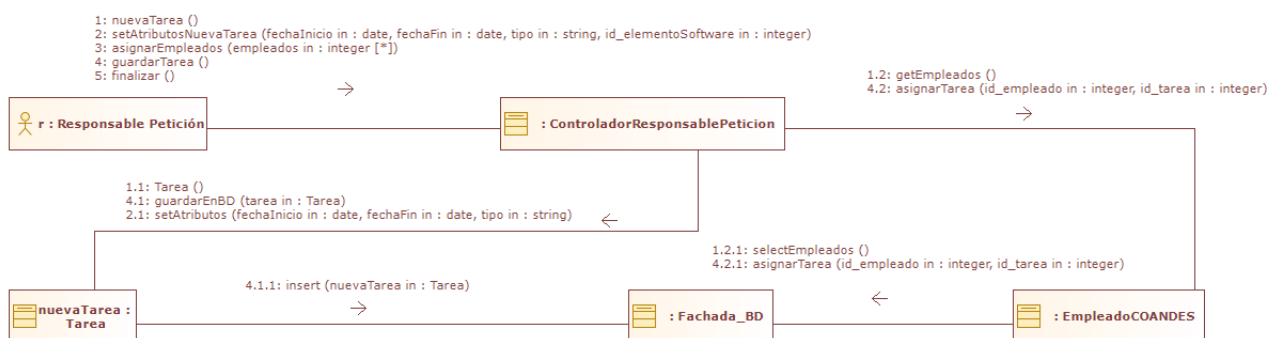 1: nuevaTarea ()
2: setAtributosNuevaTarea (fechaInicio in : date, fechaFin in : date, tipo in : string, id_elementoSoftware in : integer)
3: asignarEmpleados (empleados in : integer [*])
4: guardarTarea ()
5: finalizar ()
1.2: getEmpleados ()
4.2: asignarTarea (id_empleado in : integer, id_tarea in : integer)
r : Responsable Petición
: ControladorResponsablePeticion
1.1: Tarea ()
4.1: guardarEnBD (tarea in : Tarea)
2.1: setAtributos (fechaInicio in : date, fechaFin in : date, tipo in : string)
1.2.1: selectEmpleados ()
4.2.1: asignarTarea (id_empleado in : integer, id_tarea in : integer)
4.1.1: insert (nuevaTarea in : Tarea)
nuevaTarea :
Tarea
: Fachada_BD
: EmpleadoCOANDES